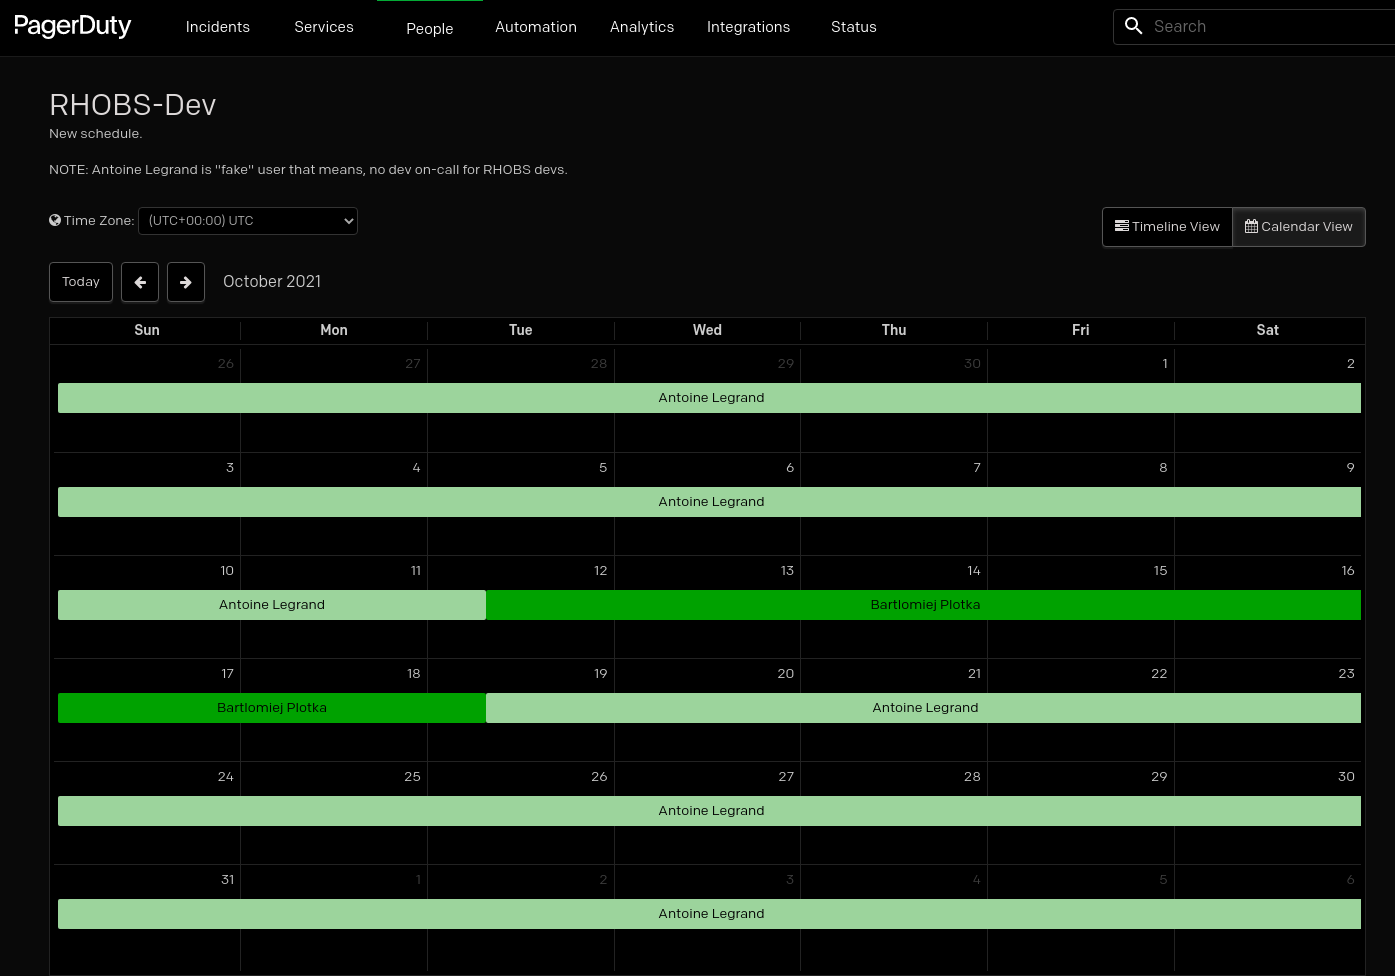 PagerDuty Incidents Services People Automation Analytics Integrations Status Search
RHOBS-Dev
New schedule.
NOTE: Antoine Legrand is "fake" user that means, no dev on-call for RHOBS devs.
Time Zone: (UTC+00:00) UTC Timeline View Calendar View
Today October 2021
Sun Mon Tue Wed Thu Fri Sat
26 27 28 29 30 1 2
Antoine Legrand
3 4 5 6 7 8 9
Antoine Legrand
10 11 12 13 14 15 16
Antoine Legrand Bartlomiej Plotka
17 18 19 20 21 22 23
Bartlomiej Plotka Antoine Legrand
24 25 26 27 28 29 30
Antoine Legrand
31 1 2 3 4 5 6
Antoine Legrand